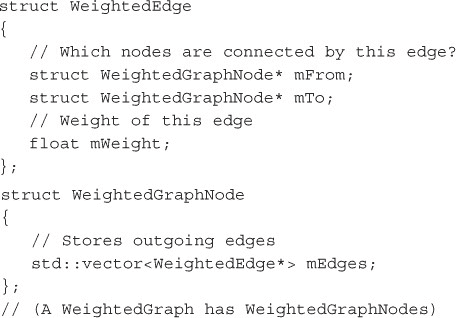 struct WeightedEdge
{
   // Which nodes are connected by this edge?
   struct WeightedGraphNode* mFrom;
   struct WeightedGraphNode* mTo;
   // Weight of this edge
   float mWeight;
};
struct WeightedGraphNode
{
   // Stores outgoing edges
   std::vector<WeightedEdge*> mEdges;
};
// (A WeightedGraph has WeightedGraphNodes)